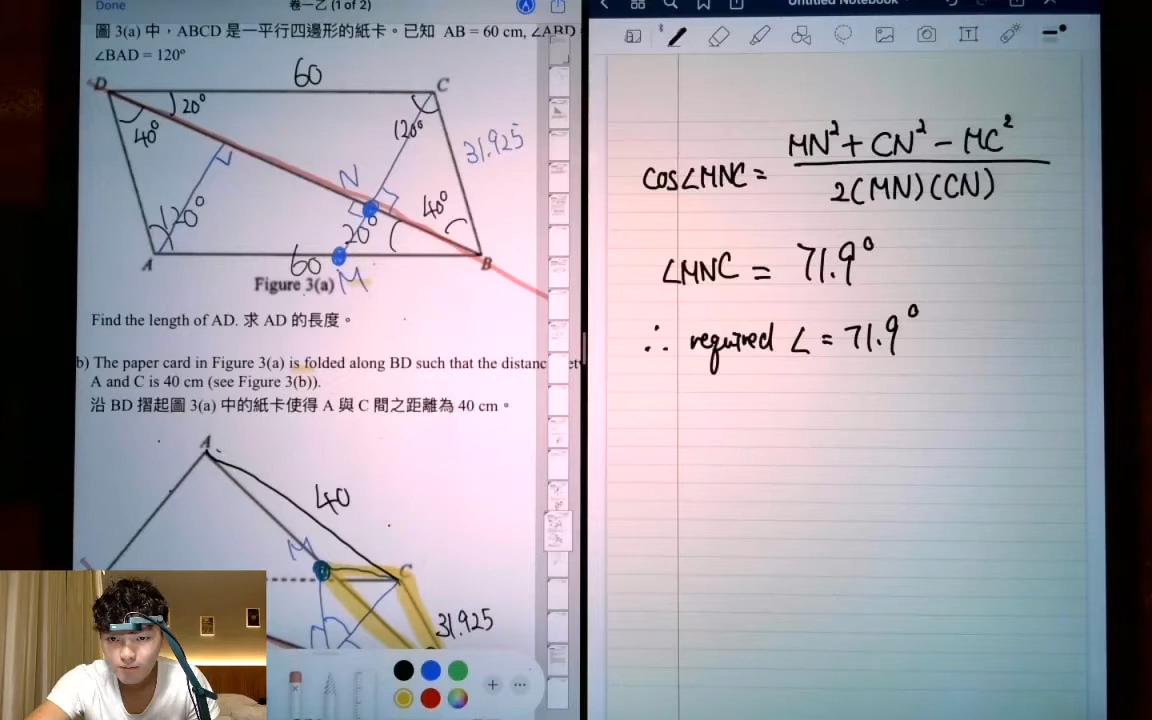 Done
卷一乙 (1 of 2)
Untitled Notebook
圖 3(a) 中，ABCD 是一平行四邊形的紙卡。已知 AB = 60 cm, ∠ABD
∠BAD = 120°
60
D
C
20°
40°
120°
31.925
N
120°
20°
40°
A
60
M
B
Figure 3(a)
Find the length of AD. 求 AD 的長度。
b) The paper card in Figure 3(a) is folded along BD such that the distanc
A and C is 40 cm (see Figure 3(b)).
沿 BD 摺起圖 3(a) 中的紙卡使得 A 與 C 間之距離為 40 cm。
A
40
M
C
31.925
cos∠MNC = MN² + CN² − MC² / 2(MN)(CN)
∠MNC = 71.9°
∴ required ∠ = 71.9°